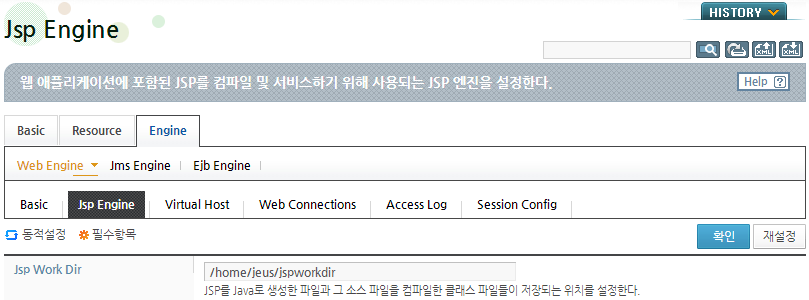 Jsp Engine
HISTORY
XML XML
웹 애플리케이션에 포함된 JSP를 컴파일 및 서비스하기 위해 사용되는 JSP 엔진을 설정한다.
Help ?
Basic Resource Engine
Web Engine Jms Engine Ejb Engine
Basic Jsp Engine Virtual Host Web Connections Access Log Session Config
동적설정 필수항목 확인 재설정
Jsp Work Dir /home/jeus/jspworkdir
JSP를 Java로 생성한 파일과 그 소스 파일을 컴파일한 클래스 파일들이 저장되는 위치를 설정한다.